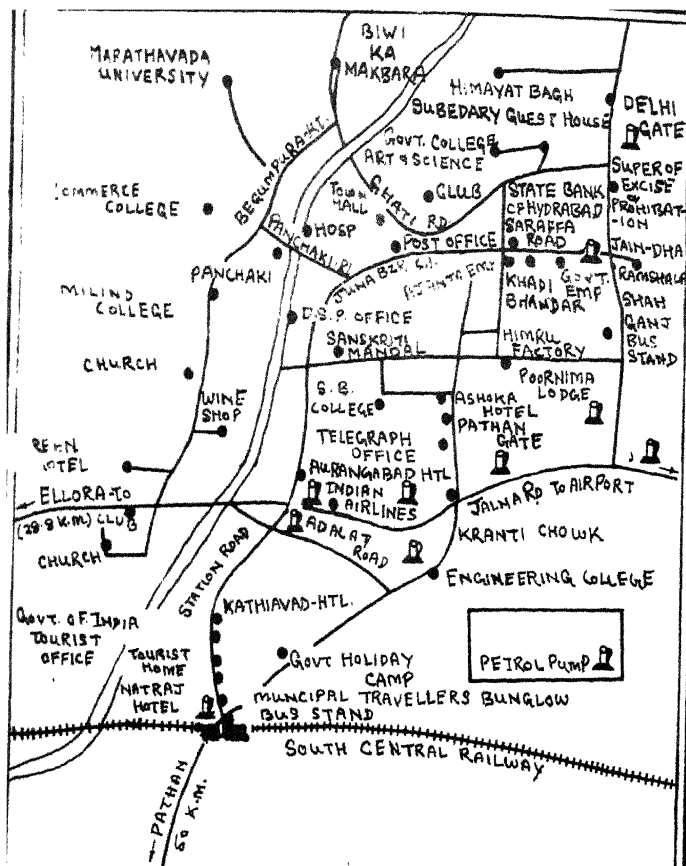 BIWI
KA
MAKBARA
MARATHAVADA
UNIVERSITY
HIMAYAT BAGH
SUBEDARY GUEST HOUSE
DELHI
GATE
GOVT. COLLEGE
ART & SCIENCE
BEGUMPURA-RT.
COMMERCE
COLLEGE
TOWN
HALL
GHATI RD.
CLUB
STATE BANK
OF HYDRABAD
SARAFFA
ROAD
SUPER OF
EXCISE
PROHIBAT-
ION
HOSP
POST OFFICE
JAIN-DHA
RAMSHALA
PANCHAKI
JUNA BZR.
KHADI
BHANDAR
GOVT.
EMP
MILIND
COLLEGE
D.S.P. OFFICE
SANSKRITI
MANDAL
HIMRU
FACTORY
SHAH
GANJ
BUS
STAND
CHURCH
POORNIMA
LODGE
WINE
SHOP
S.B.
COLLEGE
ASHOKA
HOTEL
PATHAN
GATE
TELEGRAPH
OFFICE
AURANGABAD HTL
INDIAN
AIRLINES
ELLORA-TO
(28.8 K.M.) CLUB
JALNA RD TO AIRPORT
CHURCH
ADALAT
ROAD
KRANTI CHOWK
STATION ROAD
ENGINEERING COLLEGE
KATHIAVAD-HTL.
GOVT. OF INDIA
TOURIST
OFFICE
TOURIST
HOME
NATRAJ
HOTEL
GOVT HOLIDAY
CAMP
PETROL PUMP
MUNCIPAL TRAVELLERS BUNGLOW
BUS STAND
SOUTH CENTRAL RAILWAY
PATHAN
60 K.M.